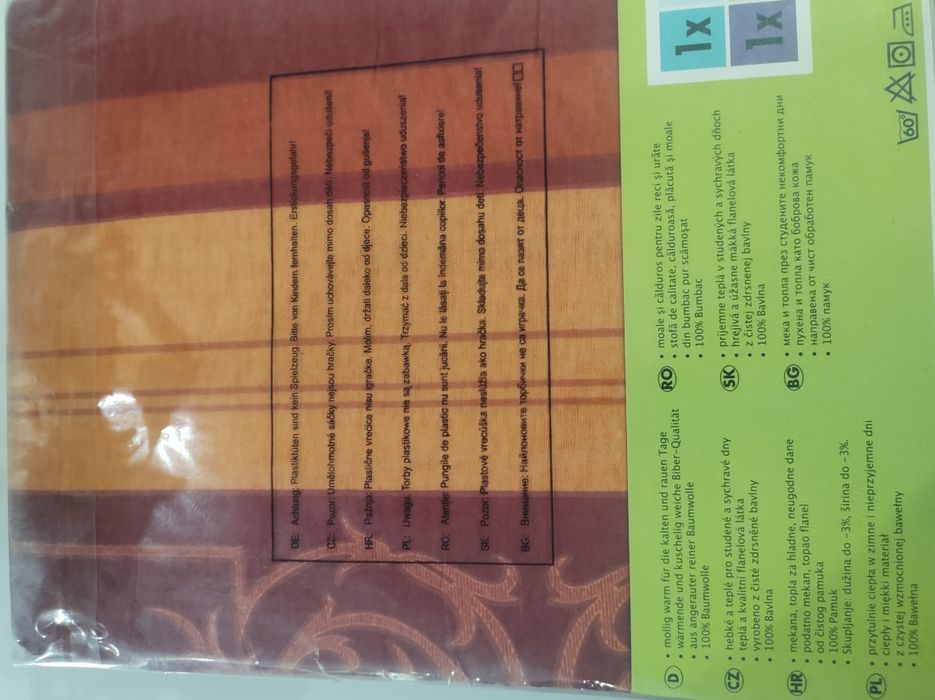 DE: Achtung: Plastiktüten sind kein Spielzeug. Bitte von Kindern fernhalten. Erstickungsgefahr!
CZ: Pozor: Umělohmotné sáčky nejsou hračky. Prosím uchovávejte mimo dosah dětí. Nebezpečí udušení!
HR: Pažnja: Plastične vrećice nisu igračke. Molim, držati daleko od djece. Opasnost od gušenja!
PL: Uwaga: Torby plastikowe nie są zabawką. Trzymać z dala od dzieci. Niebezpieczeństwo uduszenia!
RO: Atenție: Pungile de plastic nu sunt jucării. Nu le lăsați la îndemâna copiilor. Pericol de asfixiere!
SK: Pozor: Plastové vrecúška neslúžia ako hračka. Skladujte mimo dosahu detí. Nebezpečenstvo udusenia!
BG: Внимание: Найлоновите торбички не са играчка. Да се пазят от деца. Опасност от натравяне!
1x
1x
D
• mollig warm für die kalten und rauen Tage
• wärmende und kuschelig weiche Biber-Qualität
• aus angerauter reiner Baumwolle
• 100% Baumwolle
CZ
• hebké a teplé pro studené a sychravé dny
• teplá a kvalitní flanelová látka
• vyrobeno z čisté zdrsněné bavlny
• 100% Bavlna
HR
• mekana, topla za hladne, neugodne dane
• podatno mekan, topao flanel
• od čistog pamuka
• 100% Pamuk
• Skupljanje: dužina do -3%, širina do -3%.
PL
• przytulnie ciepła w zimne i nieprzyjemne dni
• ciepły i miękki materiał
• z czystej wzmocnionej bawełny
• 100% Bawełna
RO
• moale și călduros pentru zile reci și urâte
• stofă de calitate, călduroasă, plăcută și moale
• din bumbac pur scămoșat
• 100% Bumbac
SK
• príjemne teplá v studených a sychravých dňoch
• hrejivá a úžasne mäkká flanelová látka
• z čistej zdrsnenej bavlny
• 100% Bavlna
BG
• мека и топла през студените некомфортни дни
• пухена и топла като боброва кожа
• направена от чист обработен памук
• 100% памук
60°